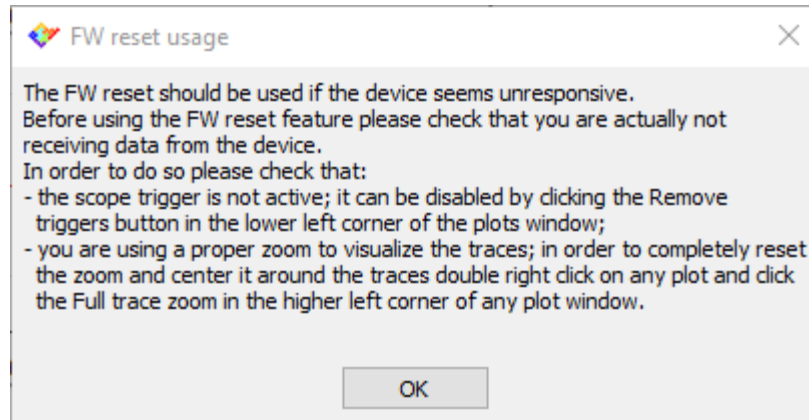 FW reset usage
The FW reset should be used if the device seems unresponsive.
Before using the FW reset feature please check that you are actually not
receiving data from the device.
In order to do so please check that:
- the scope trigger is not active; it can be disabled by clicking the Remove
triggers button in the lower left corner of the plots window;
- you are using a proper zoom to visualize the traces; in order to completely reset
the zoom and center it around the traces double right click on any plot and click
the Full trace zoom in the higher left corner of any plot window.
OK